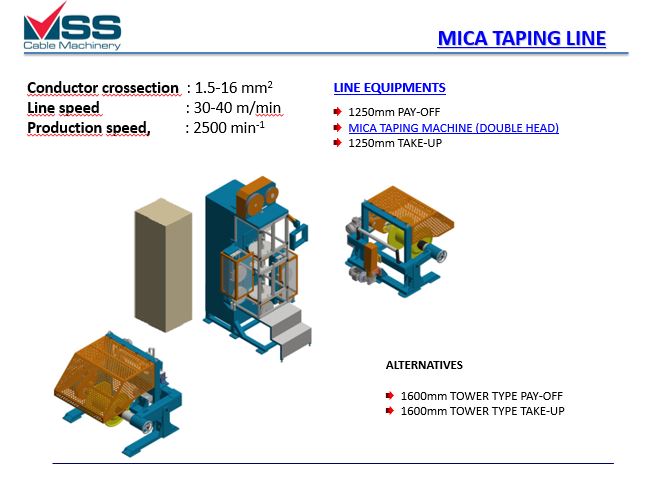 MSS
Cable Machinery
MICA TAPING LINE
Conductor crossection : 1.5-16 mm²
Line speed : 30-40 m/min
Production speed, : 2500 min⁻¹
LINE EQUIPMENTS
1250mm PAY-OFF
MICA TAPING MACHINE (DOUBLE HEAD)
1250mm TAKE-UP
ALTERNATIVES
1600mm TOWER TYPE PAY-OFF
1600mm TOWER TYPE TAKE-UP